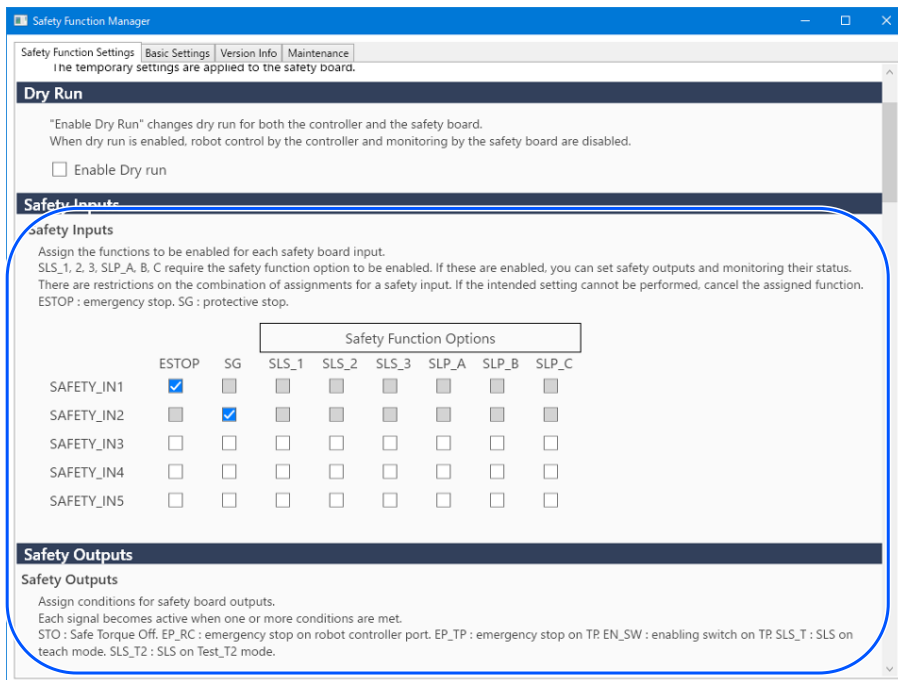 Safety Function Manager
Safety Function Settings Basic Settings Version Info Maintenance
The temporary settings are applied to the safety board.
Dry Run
"Enable Dry Run" changes dry run for both the controller and the safety board.
When dry run is enabled, robot control by the controller and monitoring by the safety board are disabled.
Enable Dry run
Safety Inputs
Safety Inputs
Assign the functions to be enabled for each safety board input.
SLS_1, 2, 3, SLP_A, B, C require the safety function option to be enabled. If these are enabled, you can set safety outputs and monitoring their status.
There are restrictions on the combination of assignments for a safety input. If the intended setting cannot be performed, cancel the assigned function.
ESTOP : emergency stop. SG : protective stop.
Safety Function Options
ESTOP SG SLS_1 SLS_2 SLS_3 SLP_A SLP_B SLP_C
SAFETY_IN1
SAFETY_IN2
SAFETY_IN3
SAFETY_IN4
SAFETY_IN5
Safety Outputs
Safety Outputs
Assign conditions for safety board outputs.
Each signal becomes active when one or more conditions are met.
STO : Safe Torque Off. EP_RC : emergency stop on robot controller port. EP_TP : emergency stop on TP. EN_SW : enabling switch on TP. SLS_T : SLS on
teach mode. SLS_T2 : SLS on Test_T2 mode.